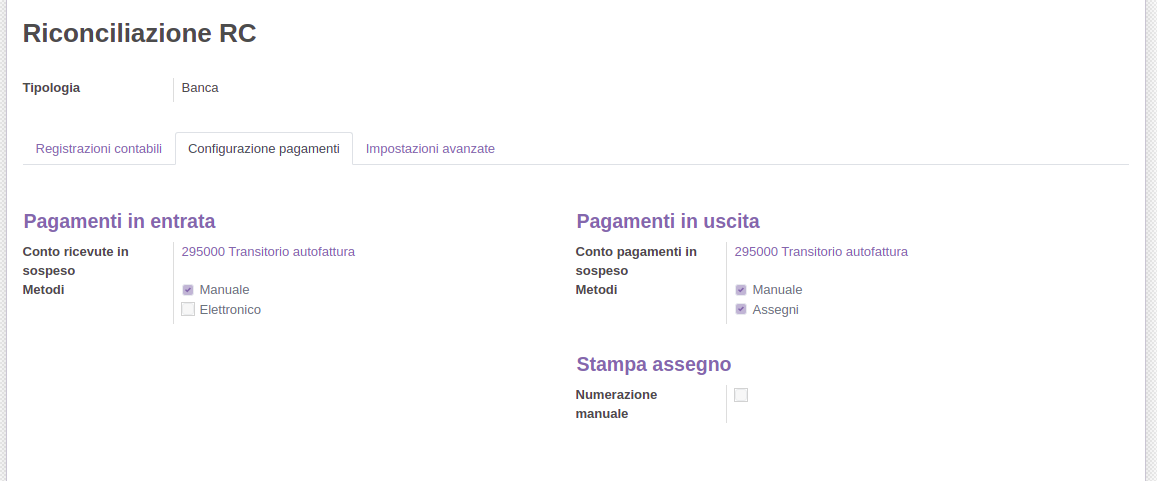 Riconciliazione RC
Tipologia Banca
Registrazioni contabili Configurazione pagamenti Impostazioni avanzate
Pagamenti in entrata
Conto ricevute in sospeso 295000 Transitorio autofattura
Metodi Manuale
Elettronico
Pagamenti in uscita
Conto pagamenti in sospeso 295000 Transitorio autofattura
Metodi Manuale
Assegni
Stampa assegno
Numerazione
manuale